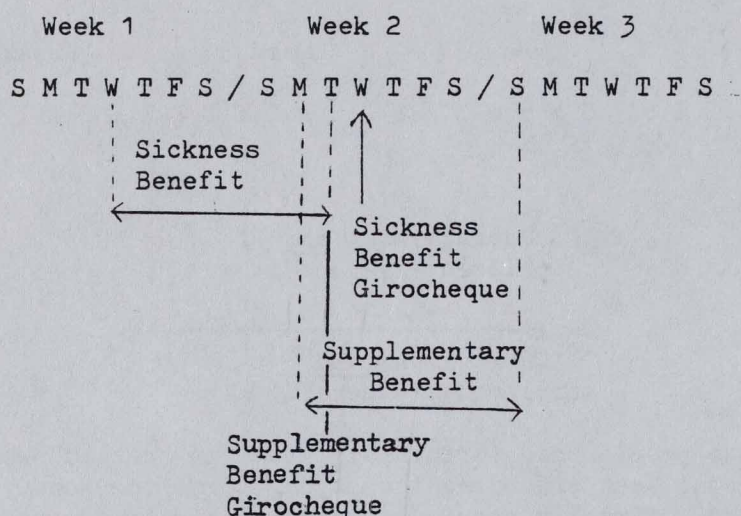 Week 1 Week 2 Week 3
S M T W T F S / S M T W T F S / S M T W T F S
Sickness
Benefit
Sickness
Benefit
Girocheque
Supplementary
Benefit
Supplementary
Benefit
Girocheque